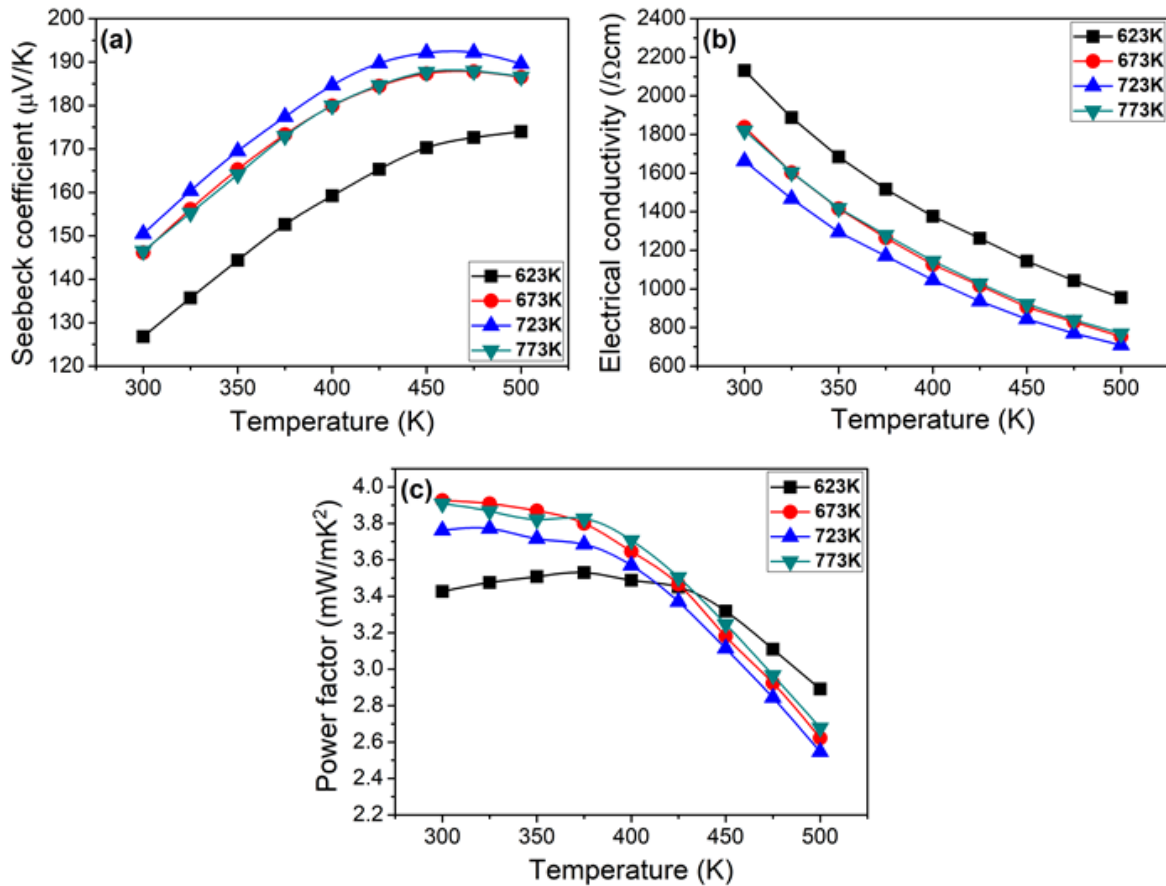 (a)
Seebeck coefficient (μV/K)
200
190
180
170
160
150
140
130
120
300 350 400 450 500
Temperature (K)
623K
673K
723K
773K
(b)
Electrical conductivity (/Ωcm)
2400
2200
2000
1800
1600
1400
1200
1000
800
600
300 350 400 450 500
Temperature (K)
623K
673K
723K
773K
(c)
Power factor (mW/mK²)
4.0
3.8
3.6
3.4
3.2
3.0
2.8
2.6
2.4
2.2
300 350 400 450 500
Temperature (K)
623K
673K
723K
773K